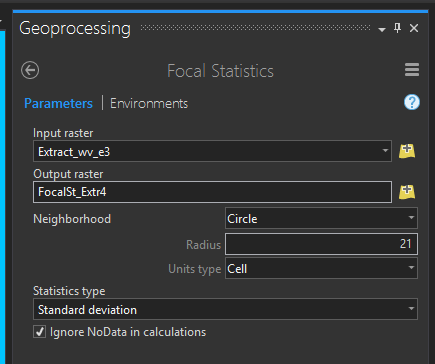 Geoprocessing
Focal Statistics
Parameters | Environments
Input raster
Extract_wv_e3
Output raster
FocalSt_Extr4
Neighborhood Circle
Radius 21
Units type Cell
Statistics type
Standard deviation
Ignore NoData in calculations